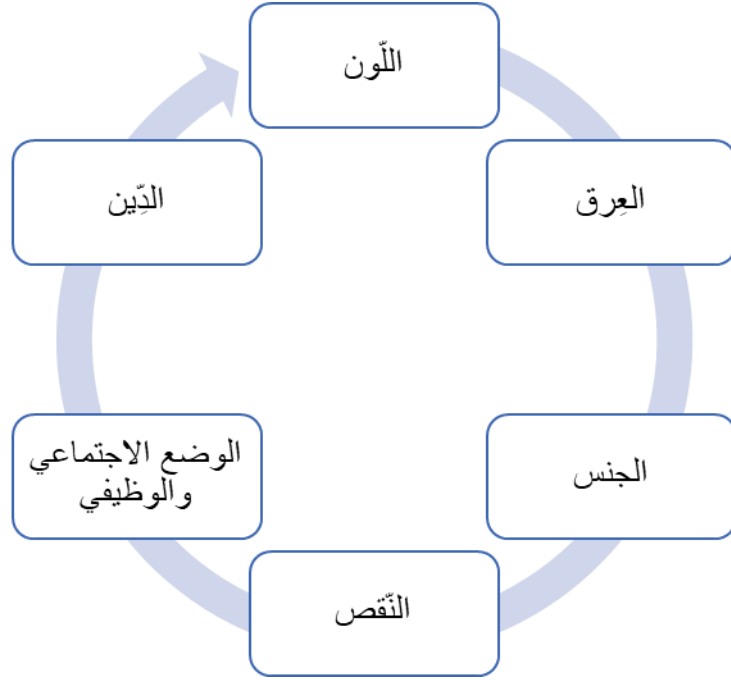 اللّون
العِرق
الجنس
النّقص
الوضع الاجتماعي
والوظيفي
الدِّين